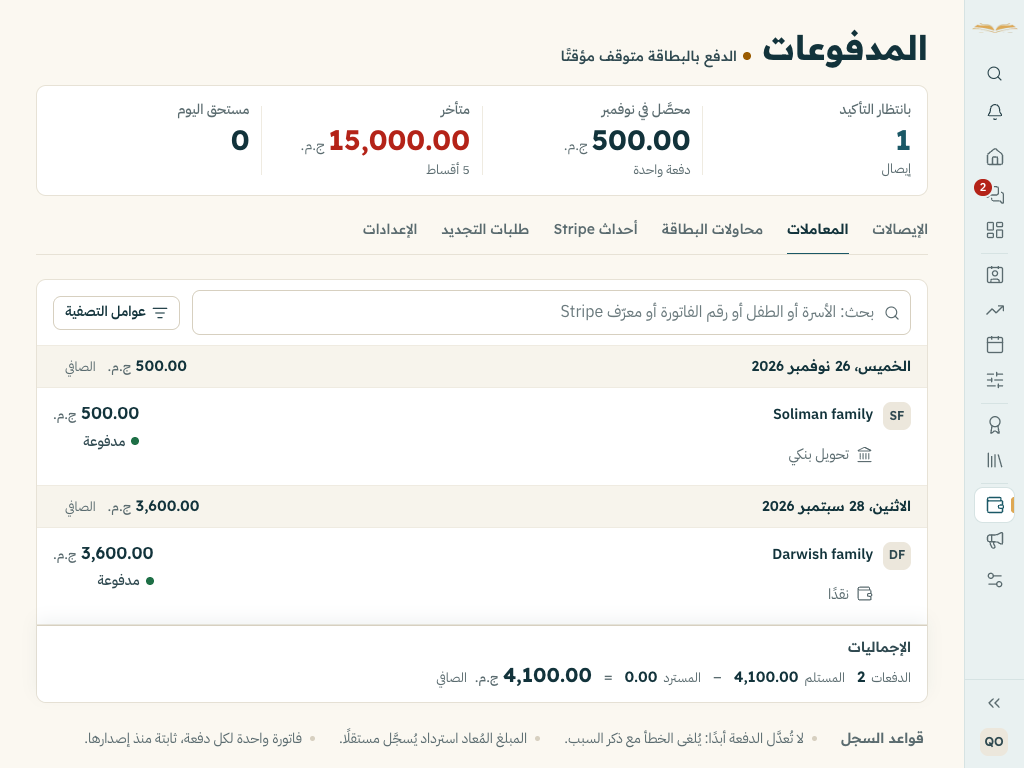 المدفوعات
الدفع بالبطاقة متوقف مؤقتًا
بانتظار التأكيد
1
إيصال
محصَّل في نوفمبر
500.00 ج.م.
دفعة واحدة
متأخر
15,000.00 ج.م.
5 أقساط
مستحق اليوم
0
الإيصالات
المعاملات
محاولات البطاقة
أحداث Stripe
طلبات التجديد
الإعدادات
بحث: الأسرة أو الطفل أو رقم الفاتورة أو معرّف Stripe
عوامل التصفية
الخميس، 26 نوفمبر 2026
500.00 ج.م. الصافي
SF
Soliman family
500.00 ج.م.
تحويل بنكي
مدفوعة
الاثنين، 28 سبتمبر 2026
3,600.00 ج.م. الصافي
DF
Darwish family
3,600.00 ج.م.
نقدًا
مدفوعة
الإجماليات
الدفعات 2 المستلم 4,100.00 − المسترد 0.00 = 4,100.00 ج.م. الصافي
قواعد السجل
لا تُعدَّل الدفعة أبدًا: يُلغى الخطأ مع ذكر السبب.
المبلغ المُعاد استرداد يُسجَّل مستقلًا.
فاتورة واحدة لكل دفعة، ثابتة منذ إصدارها.
2
QO